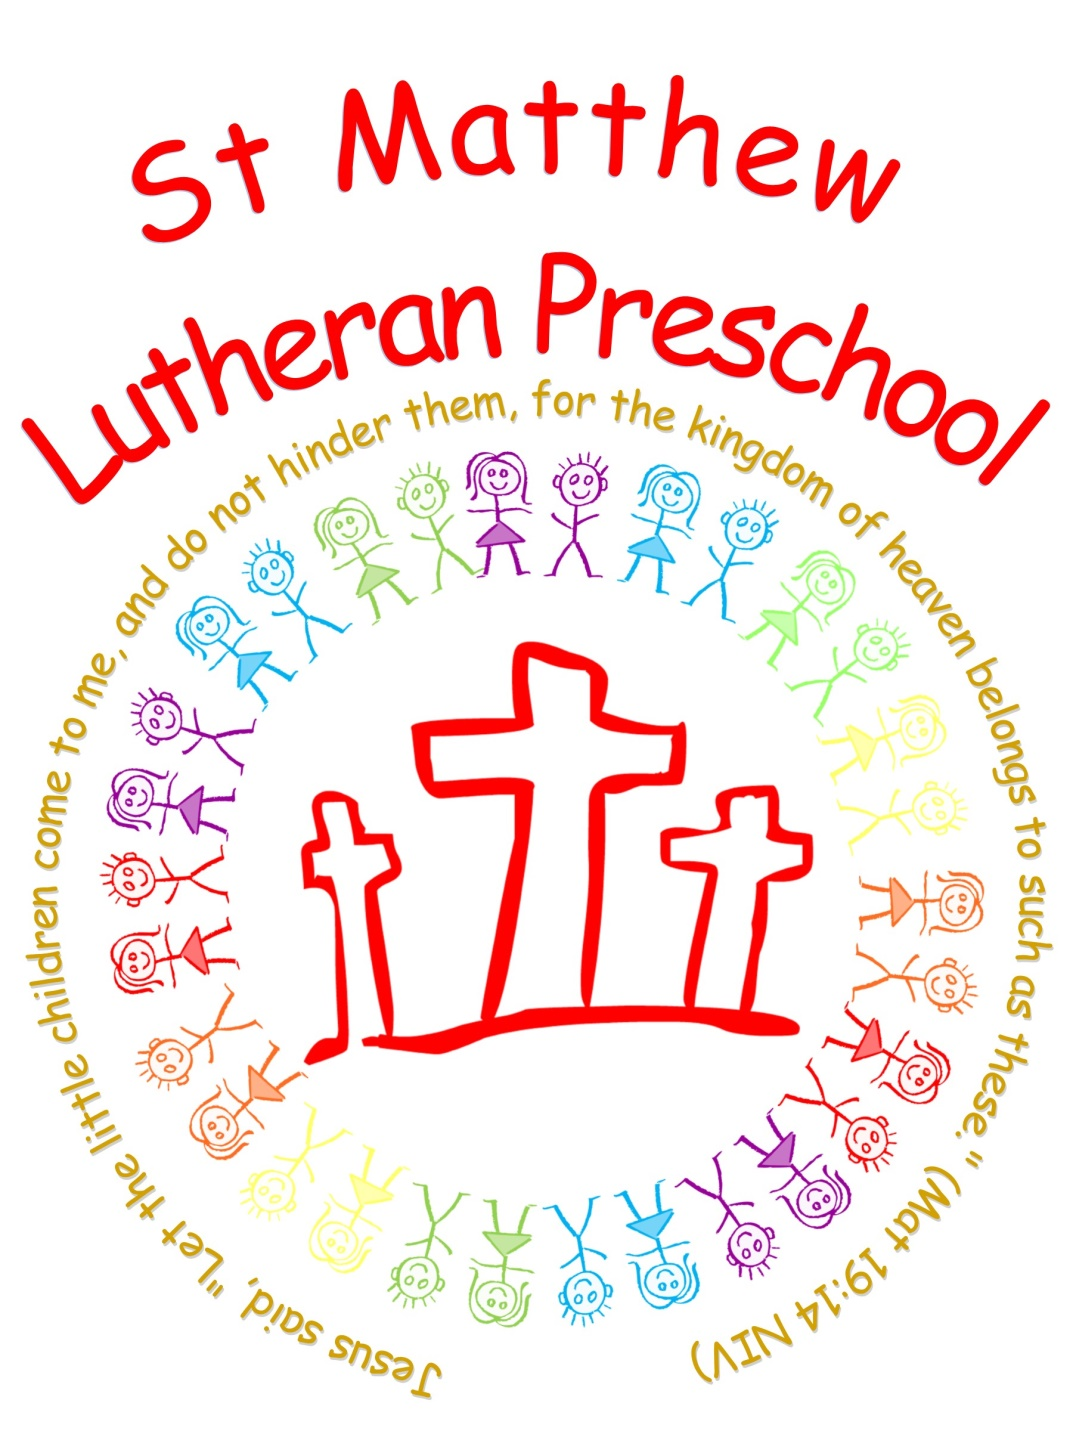 St Matthew
Lutheran Preschool
Jesus said, "Let the little children come to me, and do not hinder them, for the kingdom of heaven belongs to such as these." (Mat 19:14 NIV)